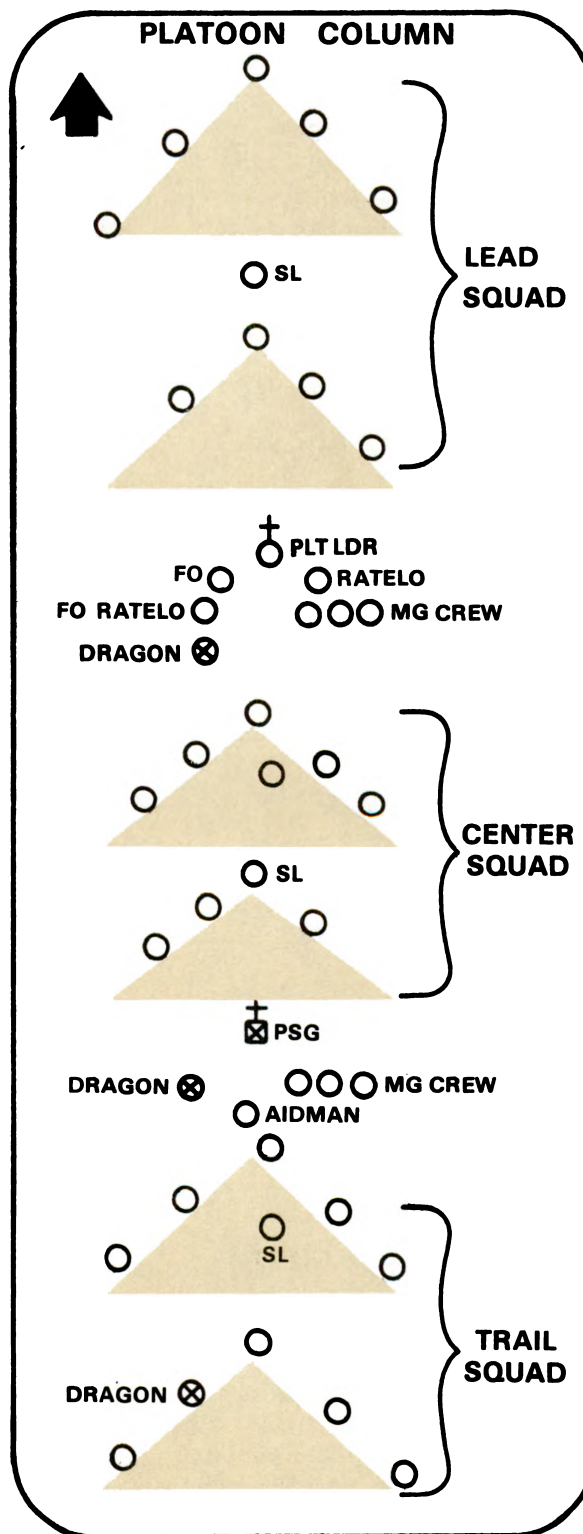 PLATOON COLUMN
LEAD
SQUAD
SL
PLT LDR
FO
RATELO
FO RATELO
MG CREW
DRAGON
CENTER
SQUAD
SL
PSG
DRAGON
MG CREW
AIDMAN
SL
TRAIL
SQUAD
DRAGON